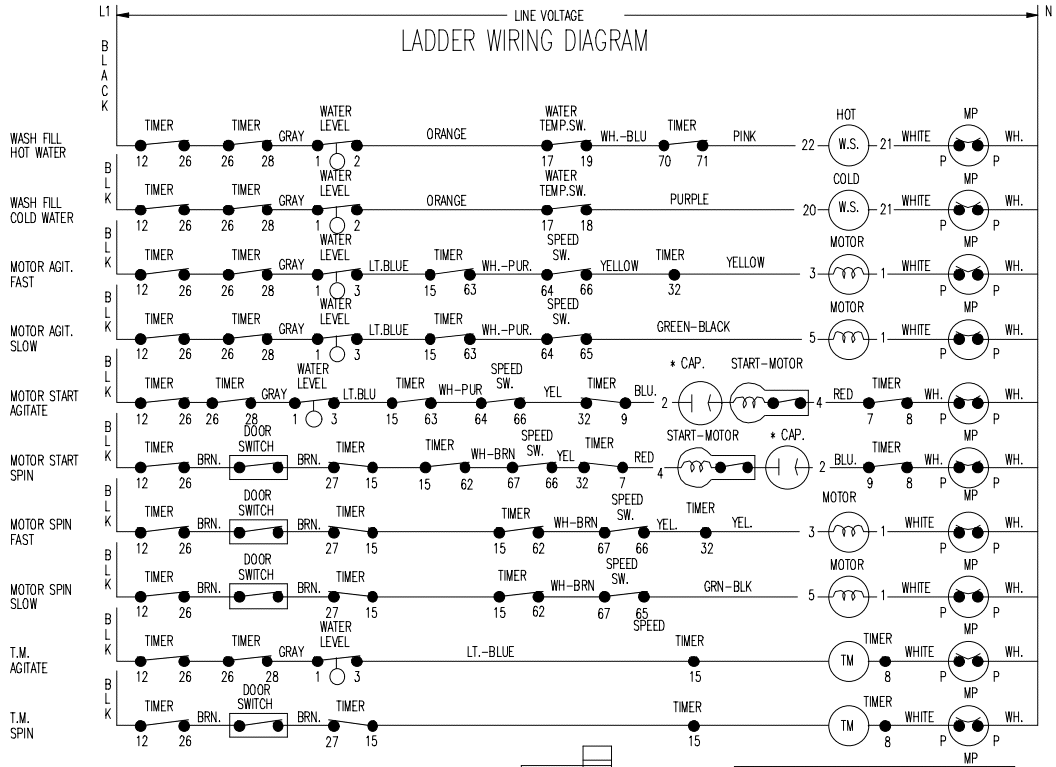 L1
LINE VOLTAGE
N
LADDER WIRING DIAGRAM
BLACK
WATER LEVEL
WATER TEMP.SW.
HOT
MP
TIMER TIMER TIMER
WASH FILL HOT WATER
GRAY ORANGE WH.-BLU PINK 22 W.S. 21 WHITE WH.
12 26 26 28 1 2 17 19 70 71 P P
BLK
WATER LEVEL
WATER TEMP.SW.
COLD
MP
TIMER TIMER
WASH FILL COLD WATER
GRAY ORANGE PURPLE 20 W.S. 21 WHITE WH.
12 26 26 28 1 2 17 18 P P
BLK
WATER LEVEL
SPEED SW.
MOTOR
MP
TIMER TIMER TIMER TIMER
MOTOR AGIT. FAST
GRAY LT.BLUE WH.-PUR. YELLOW YELLOW 3 1 WHITE WH.
12 26 26 28 1 3 15 63 64 66 32 P P
BLK
WATER LEVEL
SPEED SW.
MOTOR
MP
TIMER TIMER TIMER
MOTOR AGIT. SLOW
GRAY LT.BLUE WH.-PUR. GREEN-BLACK 5 1 WHITE WH.
12 26 26 28 1 3 15 63 64 65 P P
BLK
WATER LEVEL
SPEED SW.
* CAP. START-MOTOR
MP
TIMER TIMER TIMER TIMER TIMER
MOTOR START AGITATE
GRAY LT.BLU WH-PUR YEL BLU. 2 4 RED WH. WH.
12 26 26 28 1 3 15 63 64 66 32 9 7 8 P P
BLK
DOOR SWITCH
SPEED SW.
START-MOTOR * CAP.
MP
TIMER TIMER TIMER TIMER TIMER
MOTOR START SPIN
BRN. BRN. WH-BRN YEL RED 4 2 BLU. WH. WH.
12 26 27 15 15 62 67 66 32 7 9 8 P P
BLK
DOOR SWITCH
SPEED SW.
MOTOR
MP
TIMER TIMER TIMER TIMER
MOTOR SPIN FAST
BRN. BRN. WH-BRN YEL. YEL. 3 1 WHITE WH.
12 26 27 15 15 62 67 66 32 P P
BLK
DOOR SWITCH
SPEED SW.
MOTOR
MP
TIMER TIMER TIMER
MOTOR SPIN SLOW
BRN. BRN. WH-BRN GRN-BLK 5 1 WHITE WH.
12 26 27 15 15 62 67 65 P P
SPEED
BLK
WATER LEVEL
MP
TIMER TIMER TIMER TIMER
T.M. AGITATE
GRAY LT.-BLUE TM WHITE WH.
12 26 26 28 1 3 15 8 P P
BLK
DOOR SWITCH
MP
TIMER TIMER TIMER TIMER
T.M. SPIN
BRN. BRN. TM WHITE WH.
12 26 27 15 15 8 P P
MP